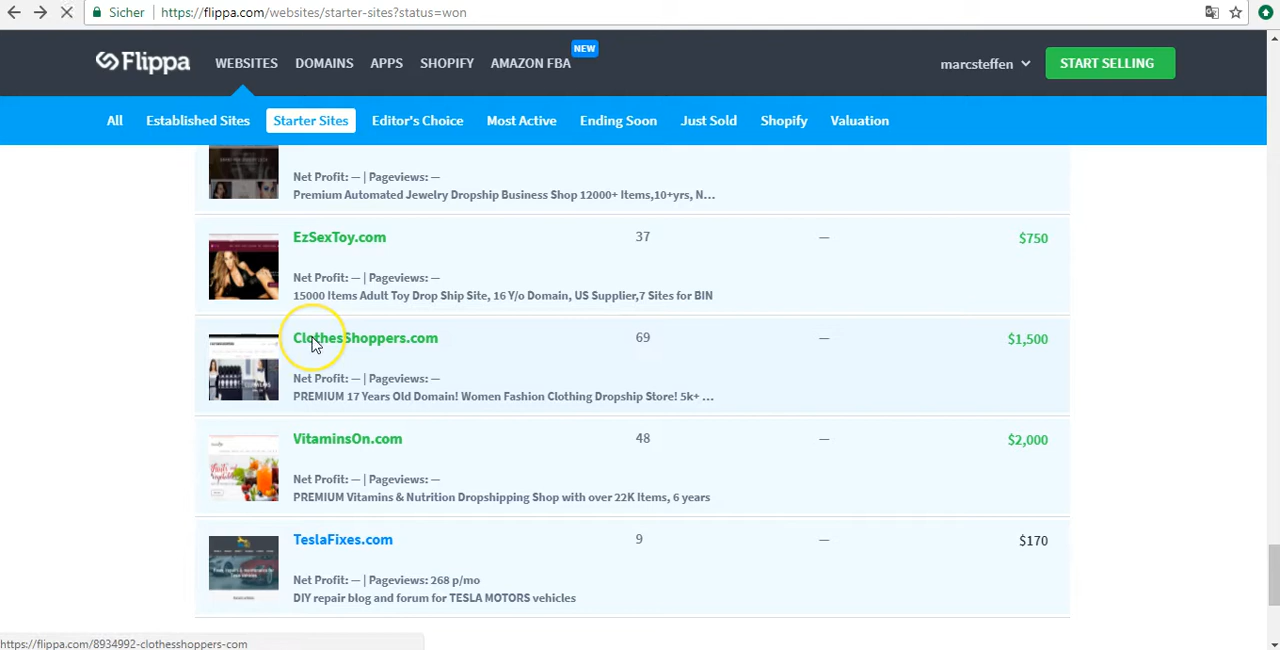 Sicher https://flippa.com/websites/starter-sites?status=won
Flippa WEBSITES DOMAINS APPS SHOPIFY AMAZON FBA NEW marcsteffen START SELLING
All Established Sites Starter Sites Editor's Choice Most Active Ending Soon Just Sold Shopify Valuation
Net Profit: — | Pageviews: —
Premium Automated Jewelry Dropship Business Shop 12000+ Items,10+yrs, N...
EzSexToy.com 37 — $750
Net Profit: — | Pageviews: —
15000 Items Adult Toy Drop Ship Site, 16 Y/o Domain, US Supplier,7 Sites for BIN
ClothesShoppers.com 69 — $1,500
Net Profit: — | Pageviews: —
PREMIUM 17 Years Old Domain! Women Fashion Clothing Dropship Store! 5k+ ...
VitaminsOn.com 48 — $2,000
Net Profit: — | Pageviews: —
PREMIUM Vitamins & Nutrition Dropshipping Shop with over 22K Items, 6 years
TeslaFixes.com 9 — $170
Net Profit: — | Pageviews: 268 p/mo
DIY repair blog and forum for TESLA MOTORS vehicles
https://flippa.com/8934992-clothesshoppers-com